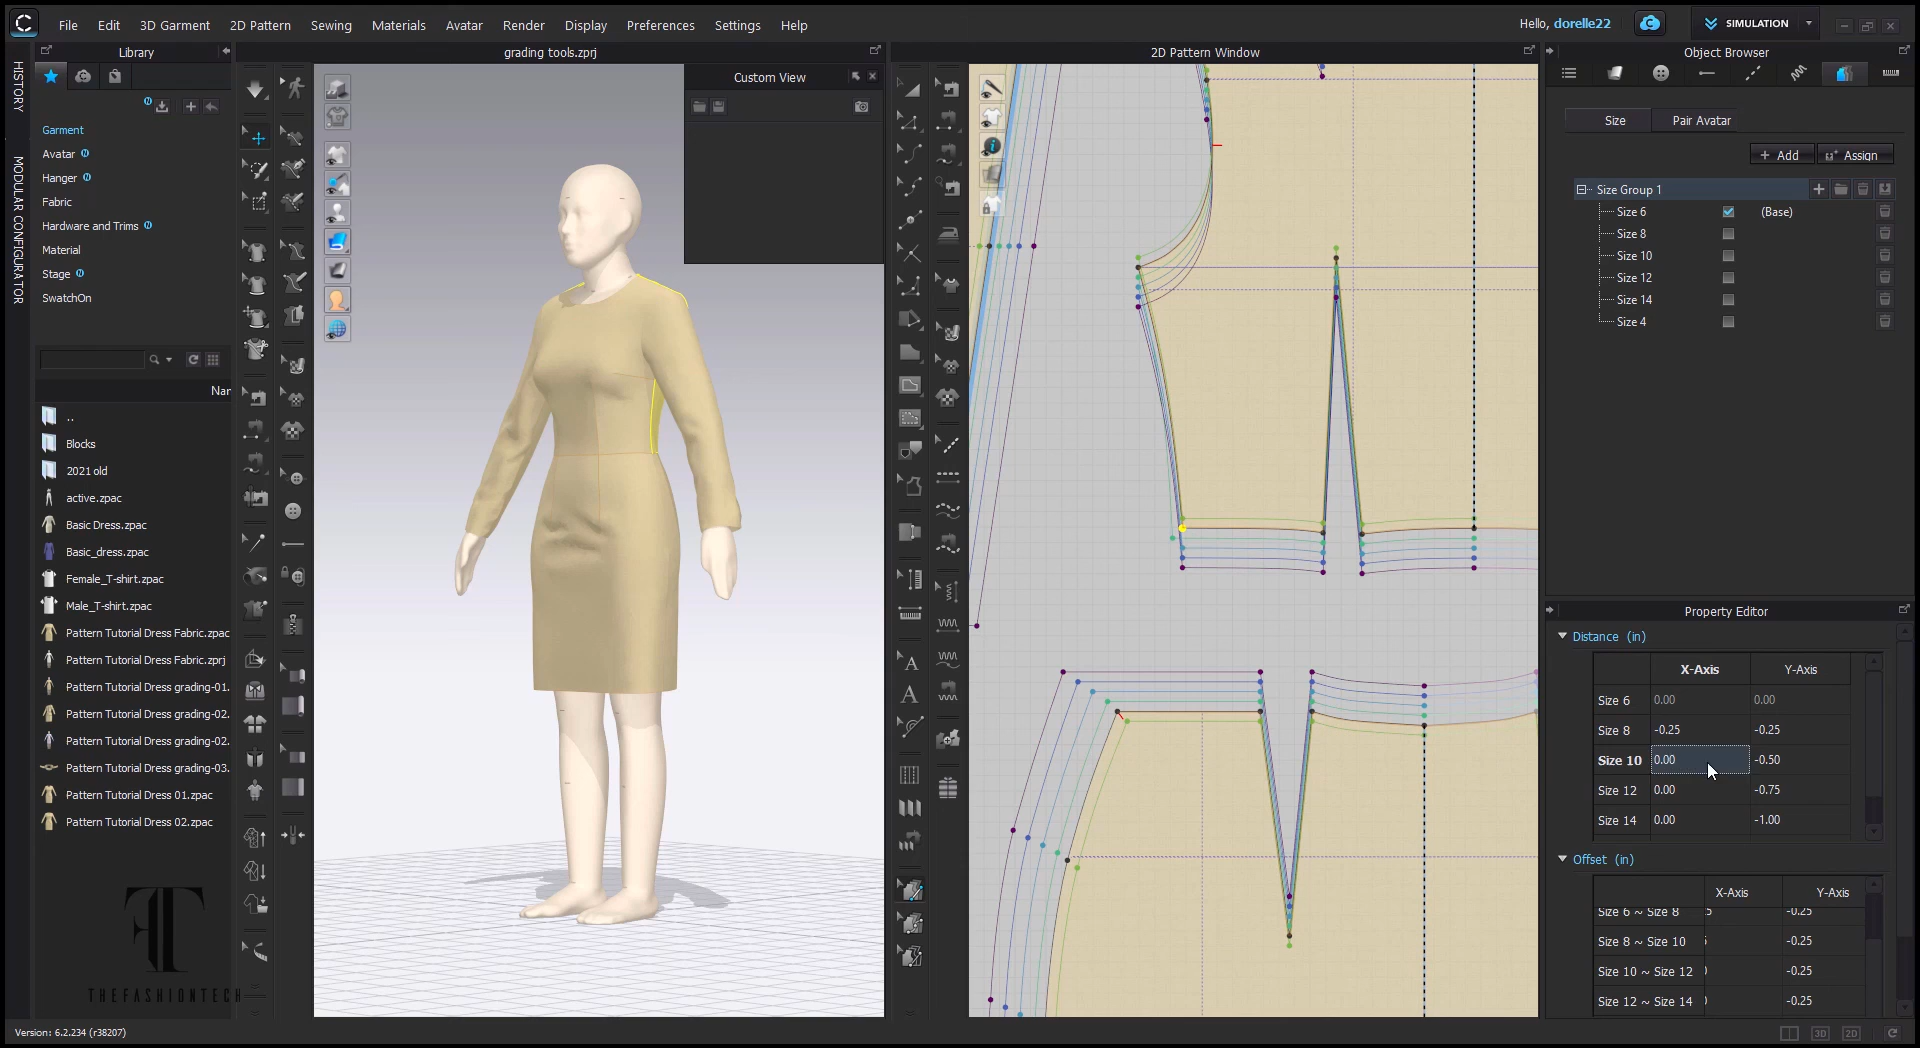 File Edit 3D Garment 2D Pattern Sewing Materials Avatar Render Display Preferences Settings Help
Hello, dorelle22
SIMULATION
Library
grading tools.zprj
2D Pattern Window
Object Browser
HISTORY
MODULAR CONFIGURATOR
Custom View
Garment
Avatar
Hanger
Fabric
Hardware and Trims
Material
Stage
SwatchOn
Nar
..
Blocks
2021 old
active.zpac
Basic Dress.zpac
Basic_dress.zpac
Female_T-shirt.zpac
Male_T-shirt.zpac
Pattern Tutorial Dress Fabric.zpac
Pattern Tutorial Dress Fabric.zprj
Pattern Tutorial Dress grading-01.
Pattern Tutorial Dress grading-02.
Pattern Tutorial Dress grading-02.
Pattern Tutorial Dress grading-03.
Pattern Tutorial Dress 01.zpac
Pattern Tutorial Dress 02.zpac
THEFASHIONTECH
Size Pair Avatar
+ Add Assign
Size Group 1
Size 6 (Base)
Size 8
Size 10
Size 12
Size 14
Size 4
Property Editor
Distance (in)
X-Axis Y-Axis
Size 6 0.00 0.00
Size 8 -0.25 -0.25
Size 10 0.00 -0.50
Size 12 0.00 -0.75
Size 14 0.00 -1.00
Offset (in)
X-Axis Y-Axis
Size 6 ~ Size 8 5 -0.25
Size 8 ~ Size 10 -0.25
Size 10 ~ Size 12 -0.25
Size 12 ~ Size 14 -0.25
Version: 6.2.234 (r38207)
3D 2D